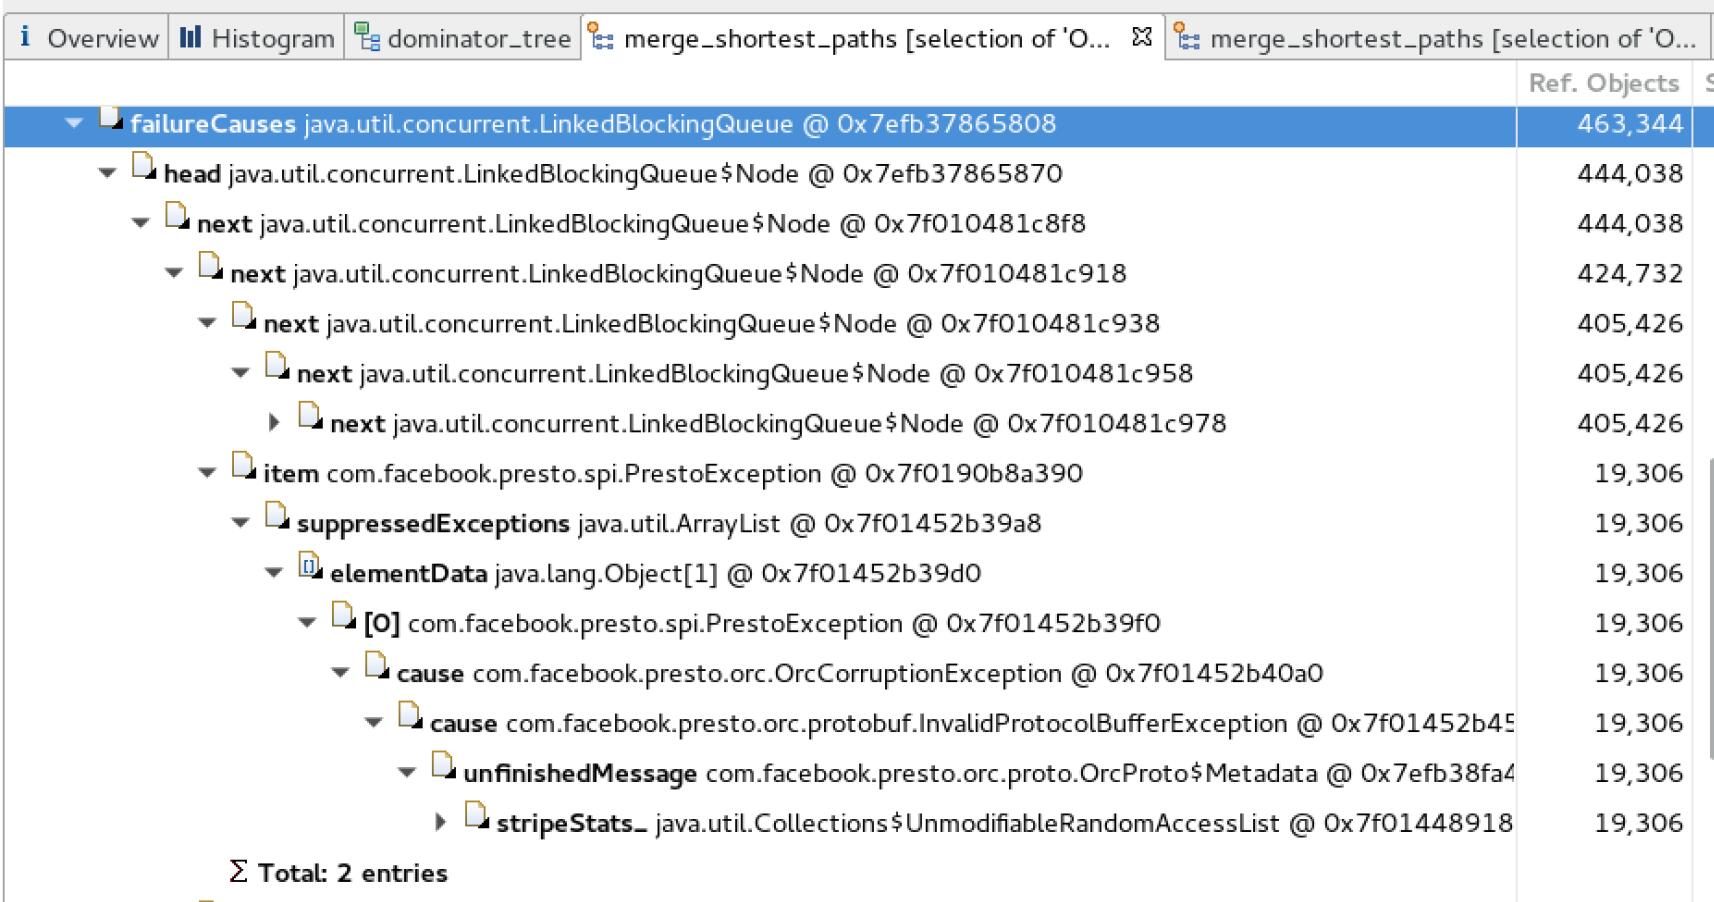 i Overview Histogram dominator_tree merge_shortest_paths [selection of 'O... merge_shortest_paths [selection of 'O...
Ref. Objects S
failureCauses java.util.concurrent.LinkedBlockingQueue @ 0x7efb37865808 463,344
head java.util.concurrent.LinkedBlockingQueue$Node @ 0x7efb37865870 444,038
next java.util.concurrent.LinkedBlockingQueue$Node @ 0x7f010481c8f8 444,038
next java.util.concurrent.LinkedBlockingQueue$Node @ 0x7f010481c918 424,732
next java.util.concurrent.LinkedBlockingQueue$Node @ 0x7f010481c938 405,426
next java.util.concurrent.LinkedBlockingQueue$Node @ 0x7f010481c958 405,426
next java.util.concurrent.LinkedBlockingQueue$Node @ 0x7f010481c978 405,426
item com.facebook.presto.spi.PrestoException @ 0x7f0190b8a390 19,306
suppressedExceptions java.util.ArrayList @ 0x7f01452b39a8 19,306
elementData java.lang.Object[1] @ 0x7f01452b39d0 19,306
[0] com.facebook.presto.spi.PrestoException @ 0x7f01452b39f0 19,306
cause com.facebook.presto.orc.OrcCorruptionException @ 0x7f01452b40a0 19,306
cause com.facebook.presto.orc.protobuf.InvalidProtocolBufferException @ 0x7f01452b45 19,306
unfinishedMessage com.facebook.presto.orc.proto.OrcProto$Metadata @ 0x7efb38fa4 19,306
stripeStats_ java.util.Collections$UnmodifiableRandomAccessList @ 0x7f01448918 19,306
Σ Total: 2 entries